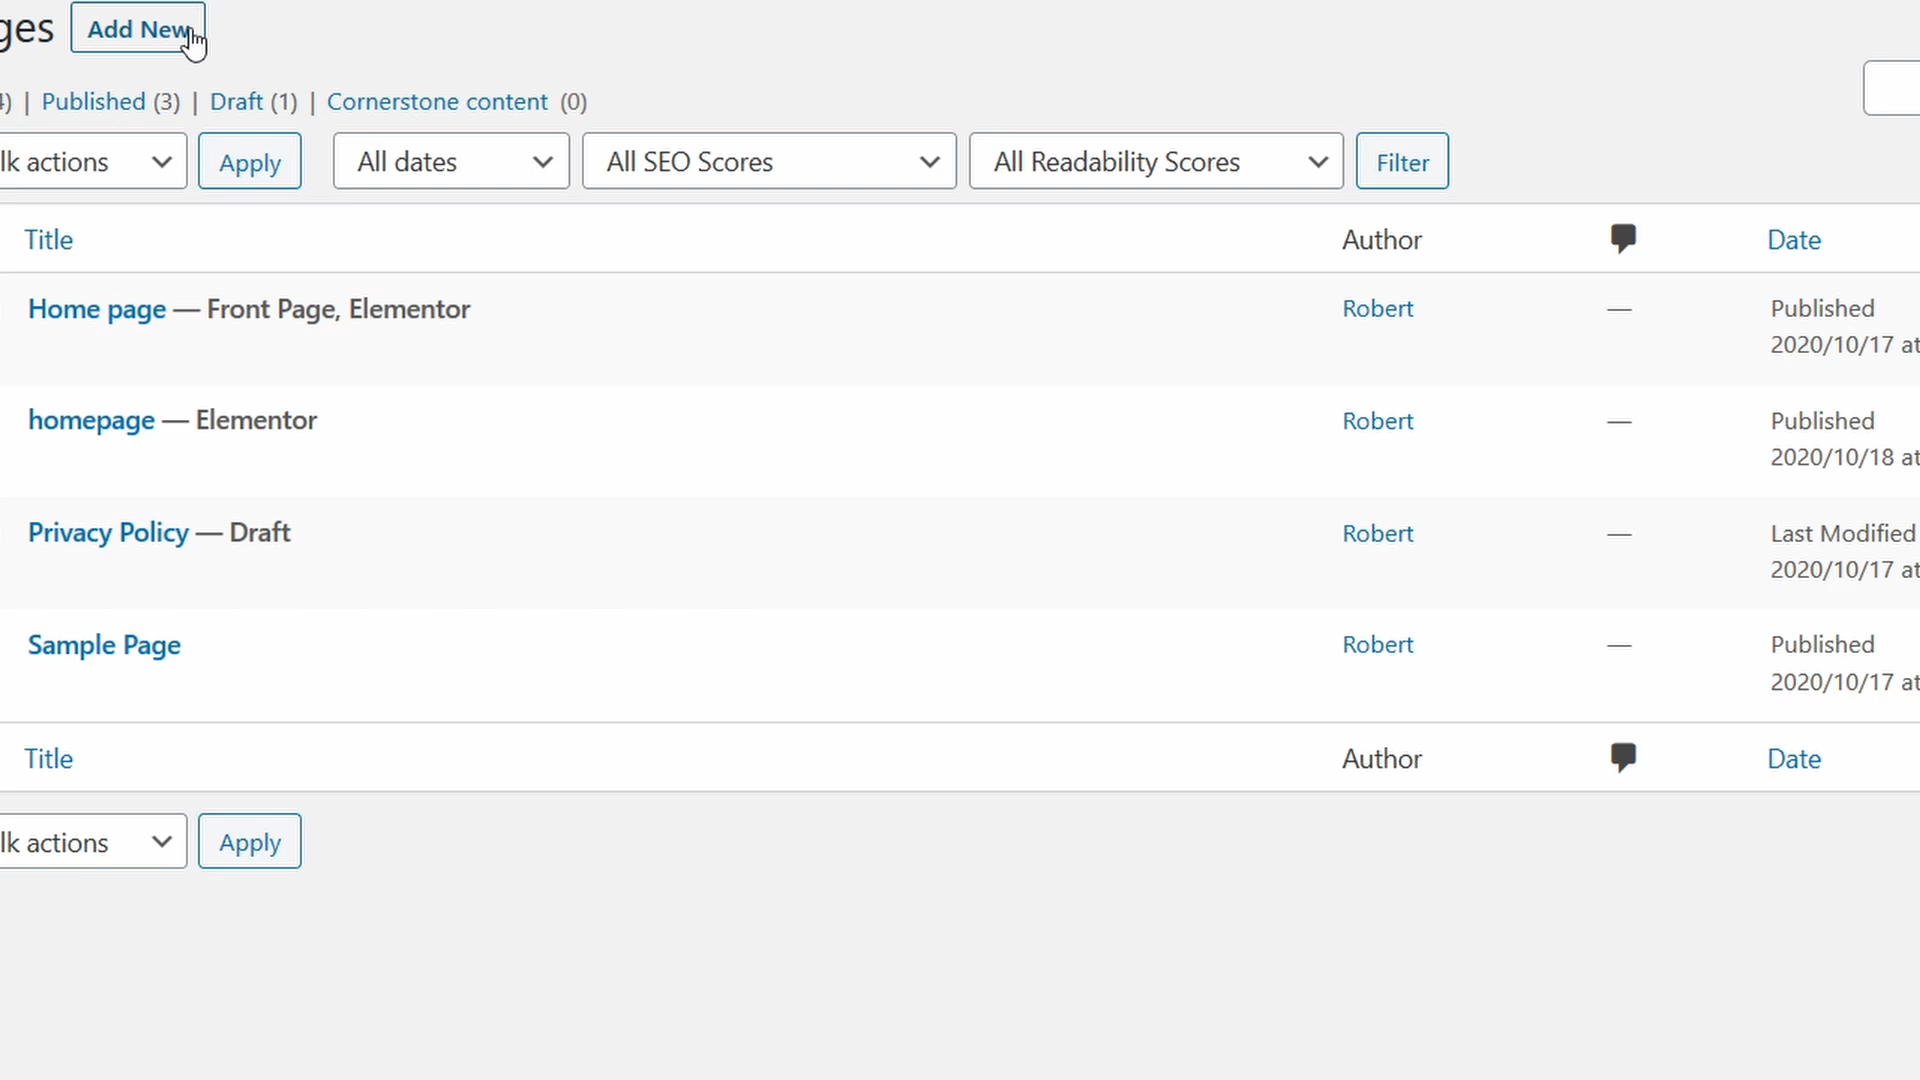 ges Add New
4) | Published (3) | Draft (1) | Cornerstone content (0)
lk actions Apply All dates All SEO Scores All Readability Scores Filter
Title Author Date
Home page — Front Page, Elementor Robert — Published
2020/10/17 at
homepage — Elementor Robert — Published
2020/10/18 at
Privacy Policy — Draft Robert — Last Modified
2020/10/17 at
Sample Page Robert — Published
2020/10/17 at
Title Author Date
lk actions Apply